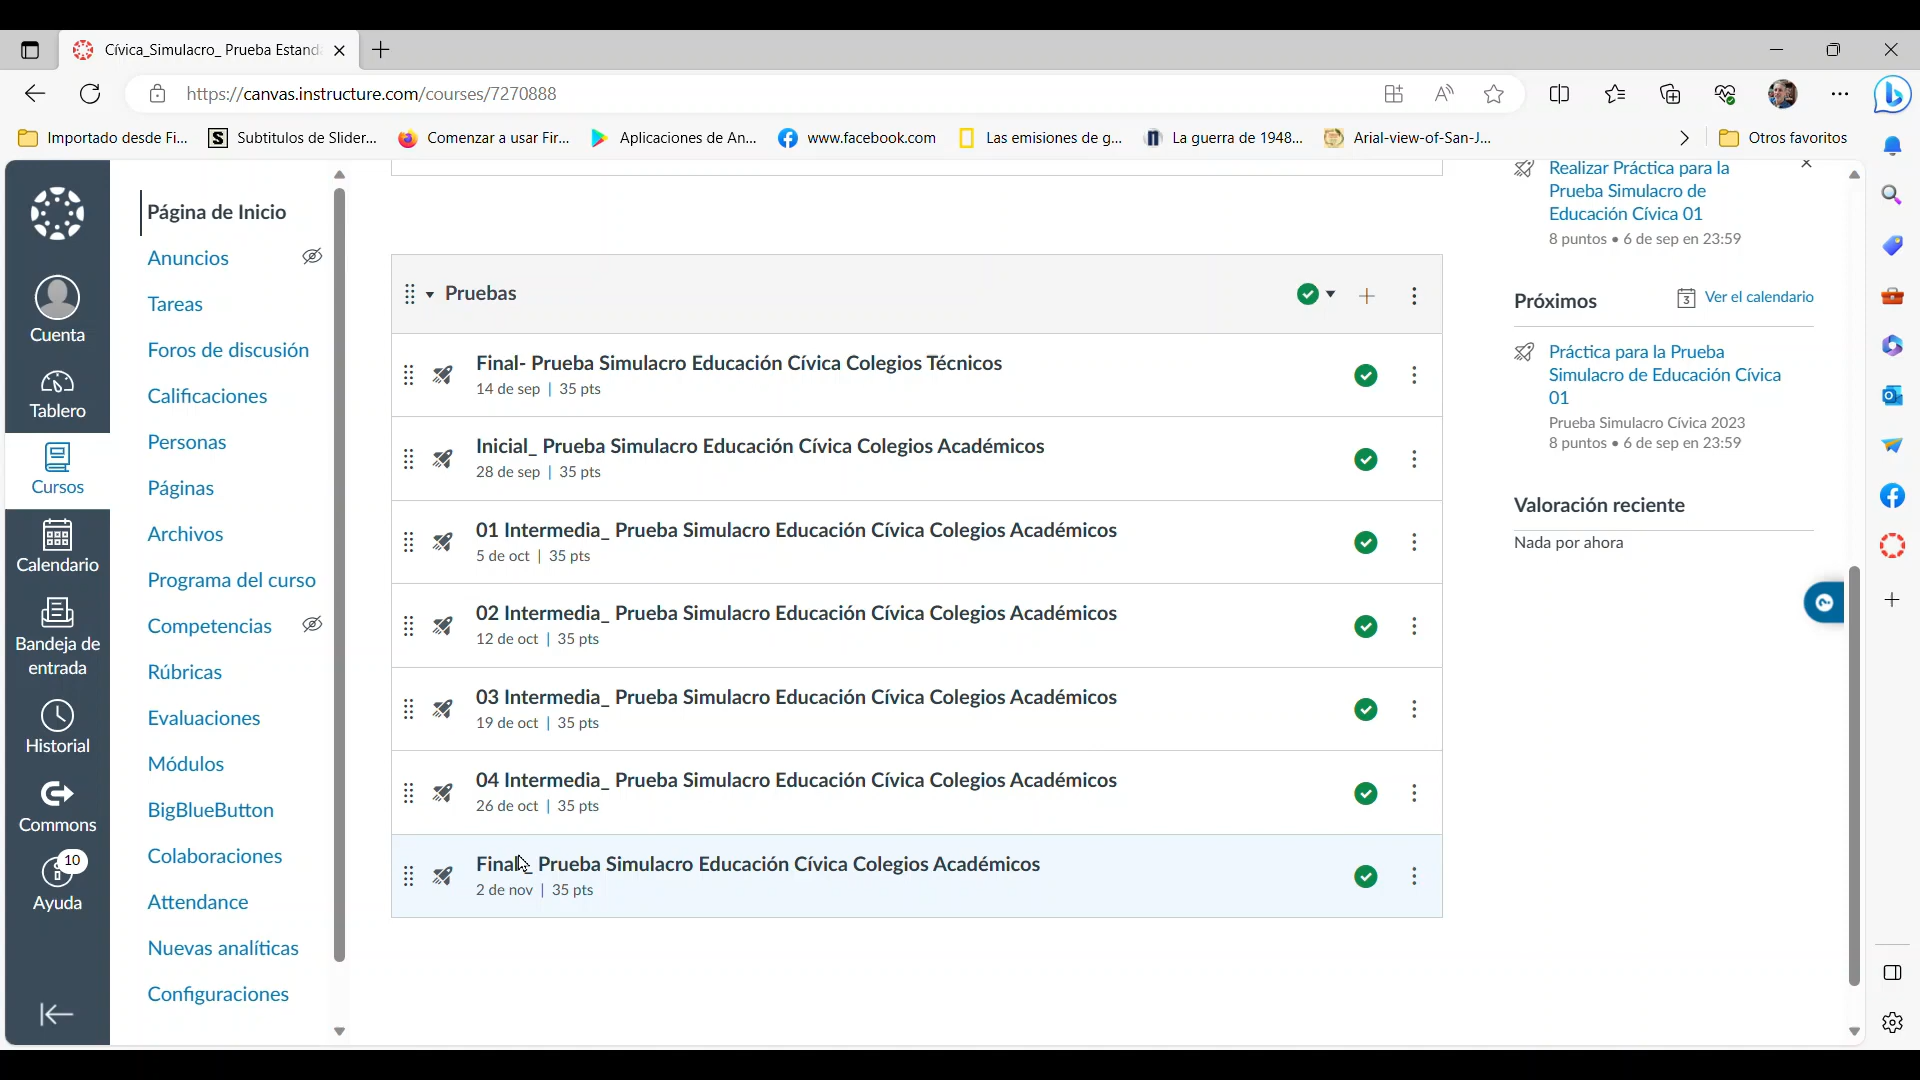 Cívica_Simulacro_ Prueba Estanda
https://canvas.instructure.com/courses/7270888
Importado desde Fi...
Subtitulos de Slider...
Comenzar a usar Fir...
Aplicaciones de An...
www.facebook.com
Las emisiones de g...
La guerra de 1948...
Arial-view-of-San-J...
Otros favoritos
Cuenta
Tablero
Cursos
Calendario
Bandeja de
entrada
Historial
Commons
10
Ayuda
Página de Inicio
Anuncios
Tareas
Foros de discusión
Calificaciones
Personas
Páginas
Archivos
Programa del curso
Competencias
Rúbricas
Evaluaciones
Módulos
BigBlueButton
Colaboraciones
Attendance
Nuevas analíticas
Configuraciones
Pruebas
Final- Prueba Simulacro Educación Cívica Colegios Técnicos
14 de sep | 35 pts
Inicial_ Prueba Simulacro Educación Cívica Colegios Académicos
28 de sep | 35 pts
01 Intermedia_ Prueba Simulacro Educación Cívica Colegios Académicos
5 de oct | 35 pts
02 Intermedia_ Prueba Simulacro Educación Cívica Colegios Académicos
12 de oct | 35 pts
03 Intermedia_ Prueba Simulacro Educación Cívica Colegios Académicos
19 de oct | 35 pts
04 Intermedia_ Prueba Simulacro Educación Cívica Colegios Académicos
26 de oct | 35 pts
Final_ Prueba Simulacro Educación Cívica Colegios Académicos
2 de nov | 35 pts
Realizar Práctica para la
Prueba Simulacro de
Educación Cívica 01
8 puntos • 6 de sep en 23:59
Próximos
3 Ver el calendario
Práctica para la Prueba
Simulacro de Educación Cívica
01
Prueba Simulacro Cívica 2023
8 puntos • 6 de sep en 23:59
Valoración reciente
Nada por ahora